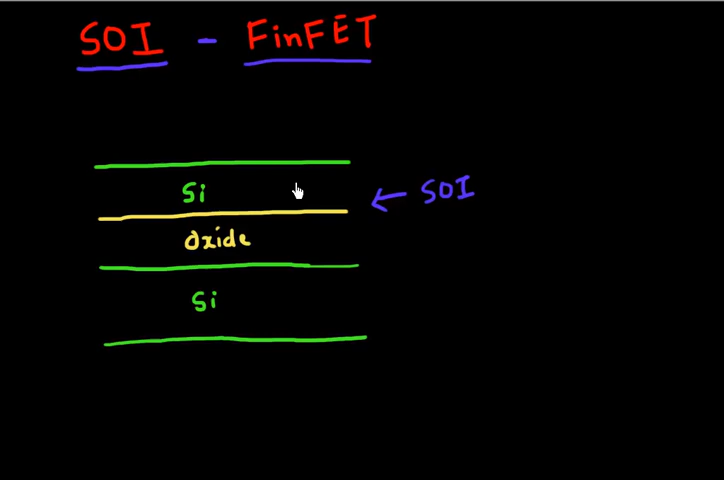 SOI - FinFET
Si
← SOI
Oxide
Si